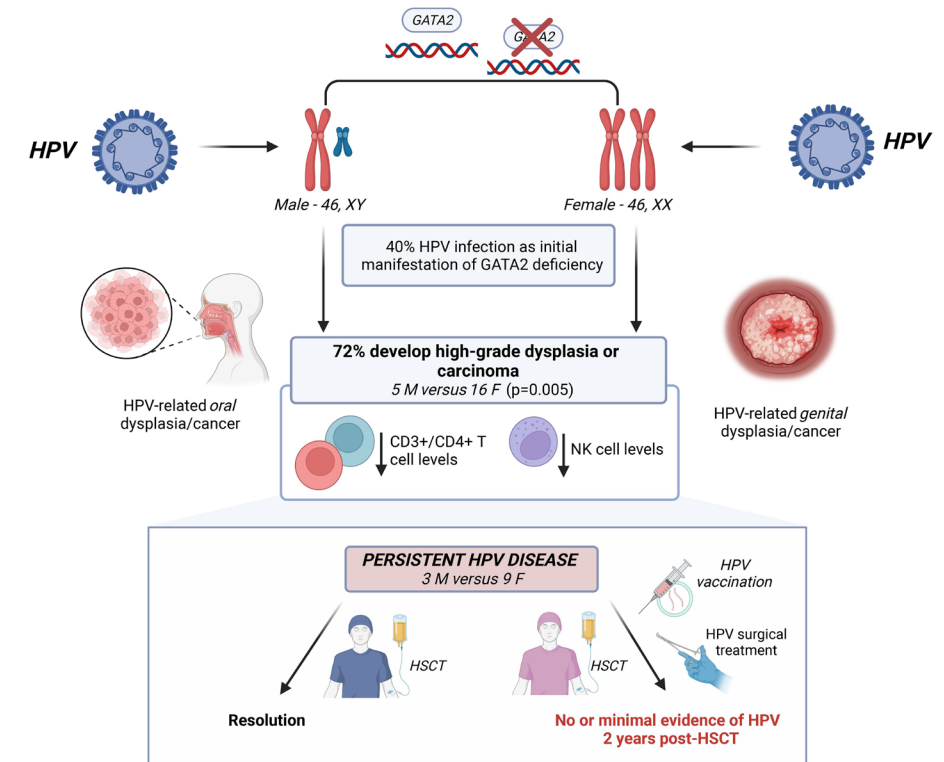 GATA2
GATA2
HPV
HPV
Male - 46, XY
Female - 46, XX
40% HPV infection as initial
manifestation of GATA2 deficiency
72% develop high-grade dysplasia or
carcinoma
5 M versus 16 F (p=0.005)
HPV-related oral
dysplasia/cancer
HPV-related genital
dysplasia/cancer
CD3+/CD4+ T
cell levels
NK cell levels
PERSISTENT HPV DISEASE
3 M versus 9 F
HPV
vaccination
HPV surgical
treatment
HSCT
HSCT
Resolution
No or minimal evidence of HPV
2 years post-HSCT